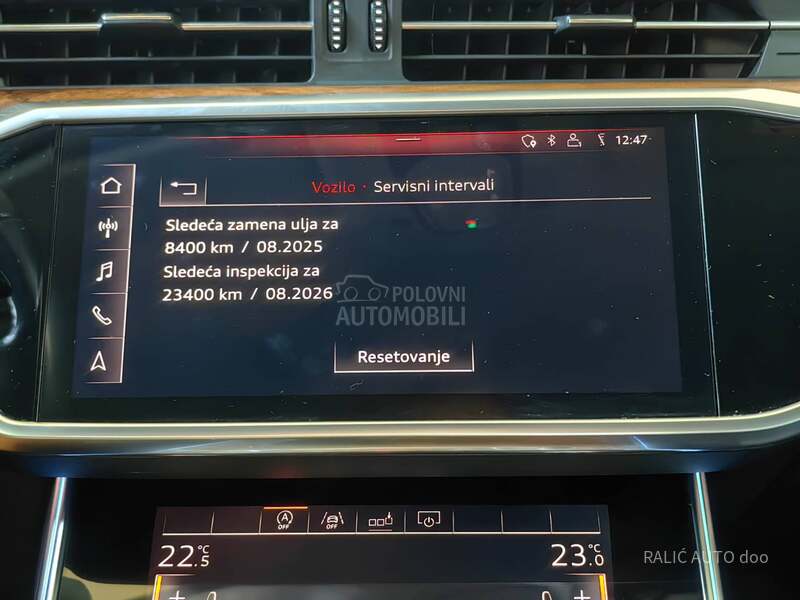 12:47
Vozilo · Servisni intervali
Sledeća zamena ulja za
8400 km / 08.2025
Sledeća inspekcija za
23400 km / 08.2026
POLOVNI
AUTOMOBILI
Resetovanje
A
OFF
OFF
22.5 °C
23.0 °C
RALIĆ AUTO doo